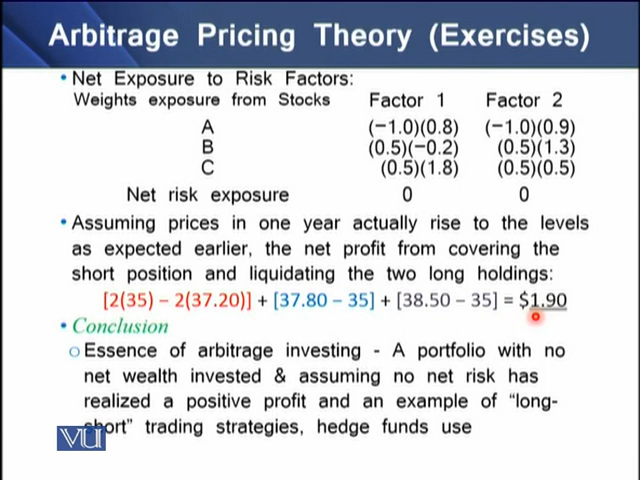 Arbitrage Pricing Theory (Exercises)
• Net Exposure to Risk Factors:
Weights exposure from Stocks Factor 1 Factor 2
A (−1.0)(0.8) (−1.0)(0.9)
B (0.5)(−0.2) (0.5)(1.3)
C (0.5)(1.8) (0.5)(0.5)
Net risk exposure 0 0
• Assuming prices in one year actually rise to the levels
as expected earlier, the net profit from covering the
short position and liquidating the two long holdings:
[2(35) – 2(37.20)] + [37.80 – 35] + [38.50 – 35] = $1.90
• Conclusion
Essence of arbitrage investing - A portfolio with no
net wealth invested & assuming no net risk has
realized a positive profit and an example of “long-
short” trading strategies, hedge funds use
VU